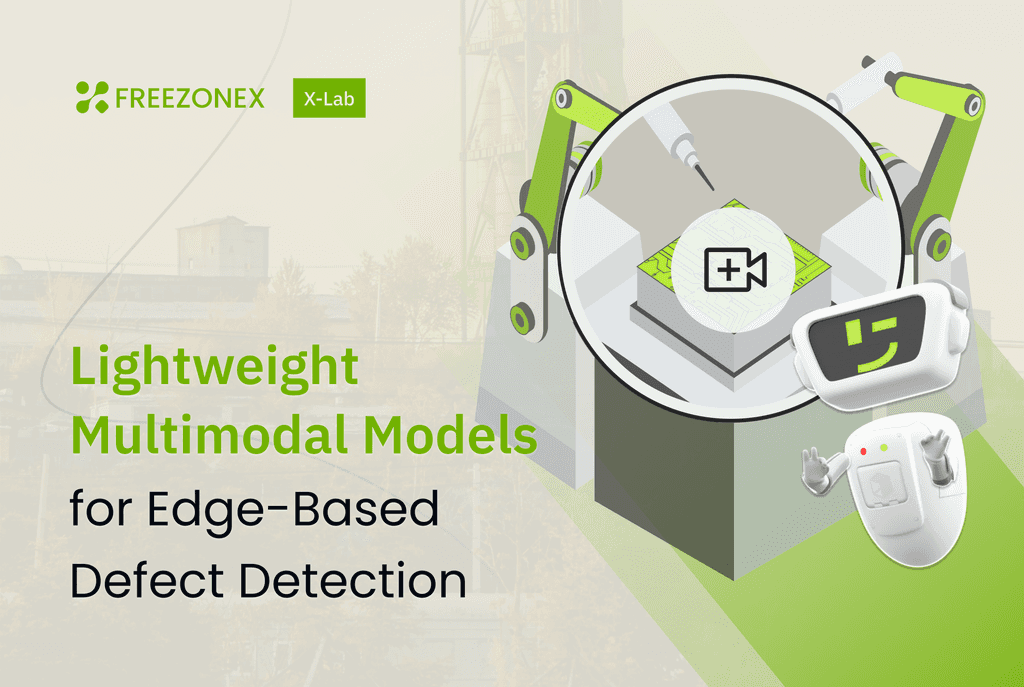 FREEZONEX X-Lab
Lightweight
Multimodal Models
for Edge-Based
Defect Detection